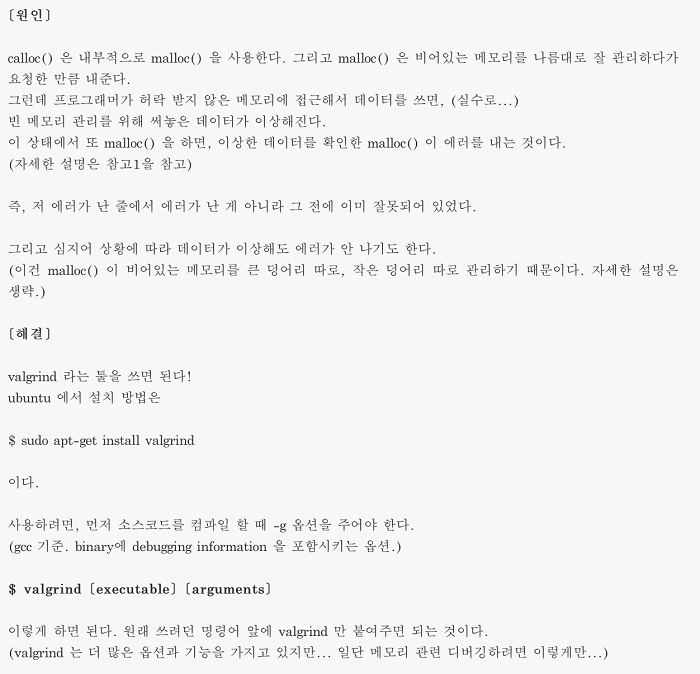 [원인]
calloc() 은 내부적으로 malloc() 을 사용한다. 그리고 malloc() 은 비어있는 메모리를 나름대로 잘 관리하다가
요청한 만큼 내준다.
그런데 프로그래머가 허락 받지 않은 메모리에 접근해서 데이터를 쓰면, (실수로...)
빈 메모리 관리를 위해 써놓은 데이터가 이상해진다.
이 상태에서 또 malloc() 을 하면, 이상한 데이터를 확인한 malloc() 이 에러를 내는 것이다.
(자세한 설명은 참고1을 참고)
즉, 저 에러가 난 줄에서 에러가 난 게 아니라 그 전에 이미 잘못되어 있었다.
그리고 심지어 상황에 따라 데이터가 이상해도 에러가 안 나기도 한다.
(이건 malloc() 이 비어있는 메모리를 큰 덩어리 따로, 작은 덩어리 따로 관리하기 때문이다. 자세한 설명은
생략.)
[해결]
valgrind 라는 툴을 쓰면 된다!
ubuntu 에서 설치 방법은
$ sudo apt-get install valgrind
이다.
사용하려면, 먼저 소스코드를 컴파일 할 때 -g 옵션을 주어야 한다.
(gcc 기준. binary에 debugging information 을 포함시키는 옵션.)
$ valgrind [executable] [arguments]
이렇게 하면 된다. 원래 쓰려던 명령어 앞에 valgrind 만 붙여주면 되는 것이다.
(valgrind 는 더 많은 옵션과 기능을 가지고 있지만... 일단 메모리 관련 디버깅하려면 이렇게만...)